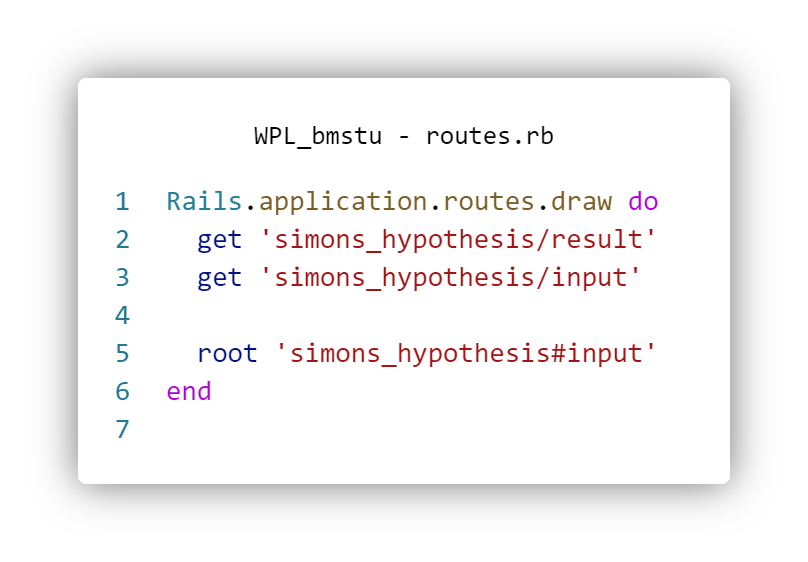 WPL_bmstu - routes.rb
1 Rails.application.routes.draw do
2   get 'simons_hypothesis/result'
3   get 'simons_hypothesis/input'
4
5   root 'simons_hypothesis#input'
6 end
7